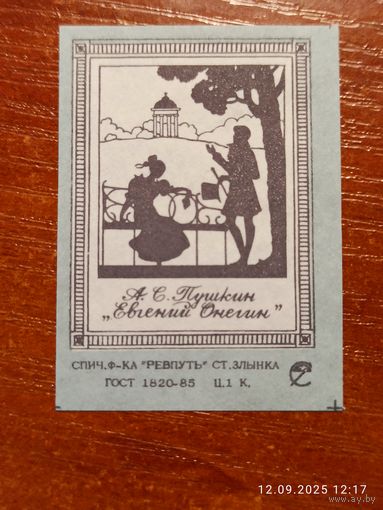 А. С. Пушкин
„Евгений Онегин"
СПИЧ.Ф-КА "РЕВПУТЬ" СТ.ЗЛЫНКА
ГОСТ 1820-85 Ц.1 К.
12.09.2025 12:17
www.ay.by